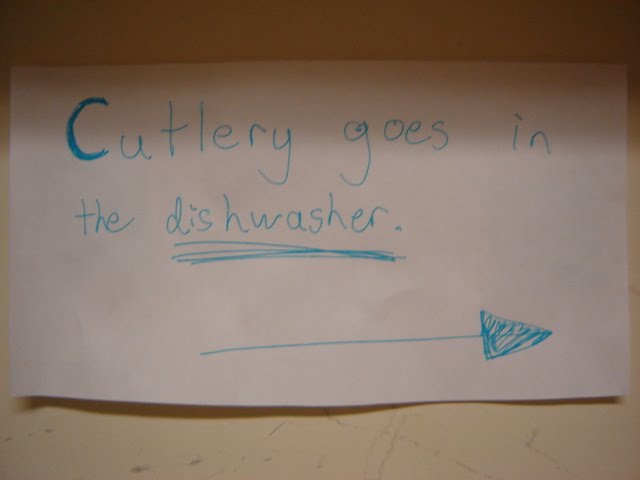 Cutlery goes in
the dishwasher.